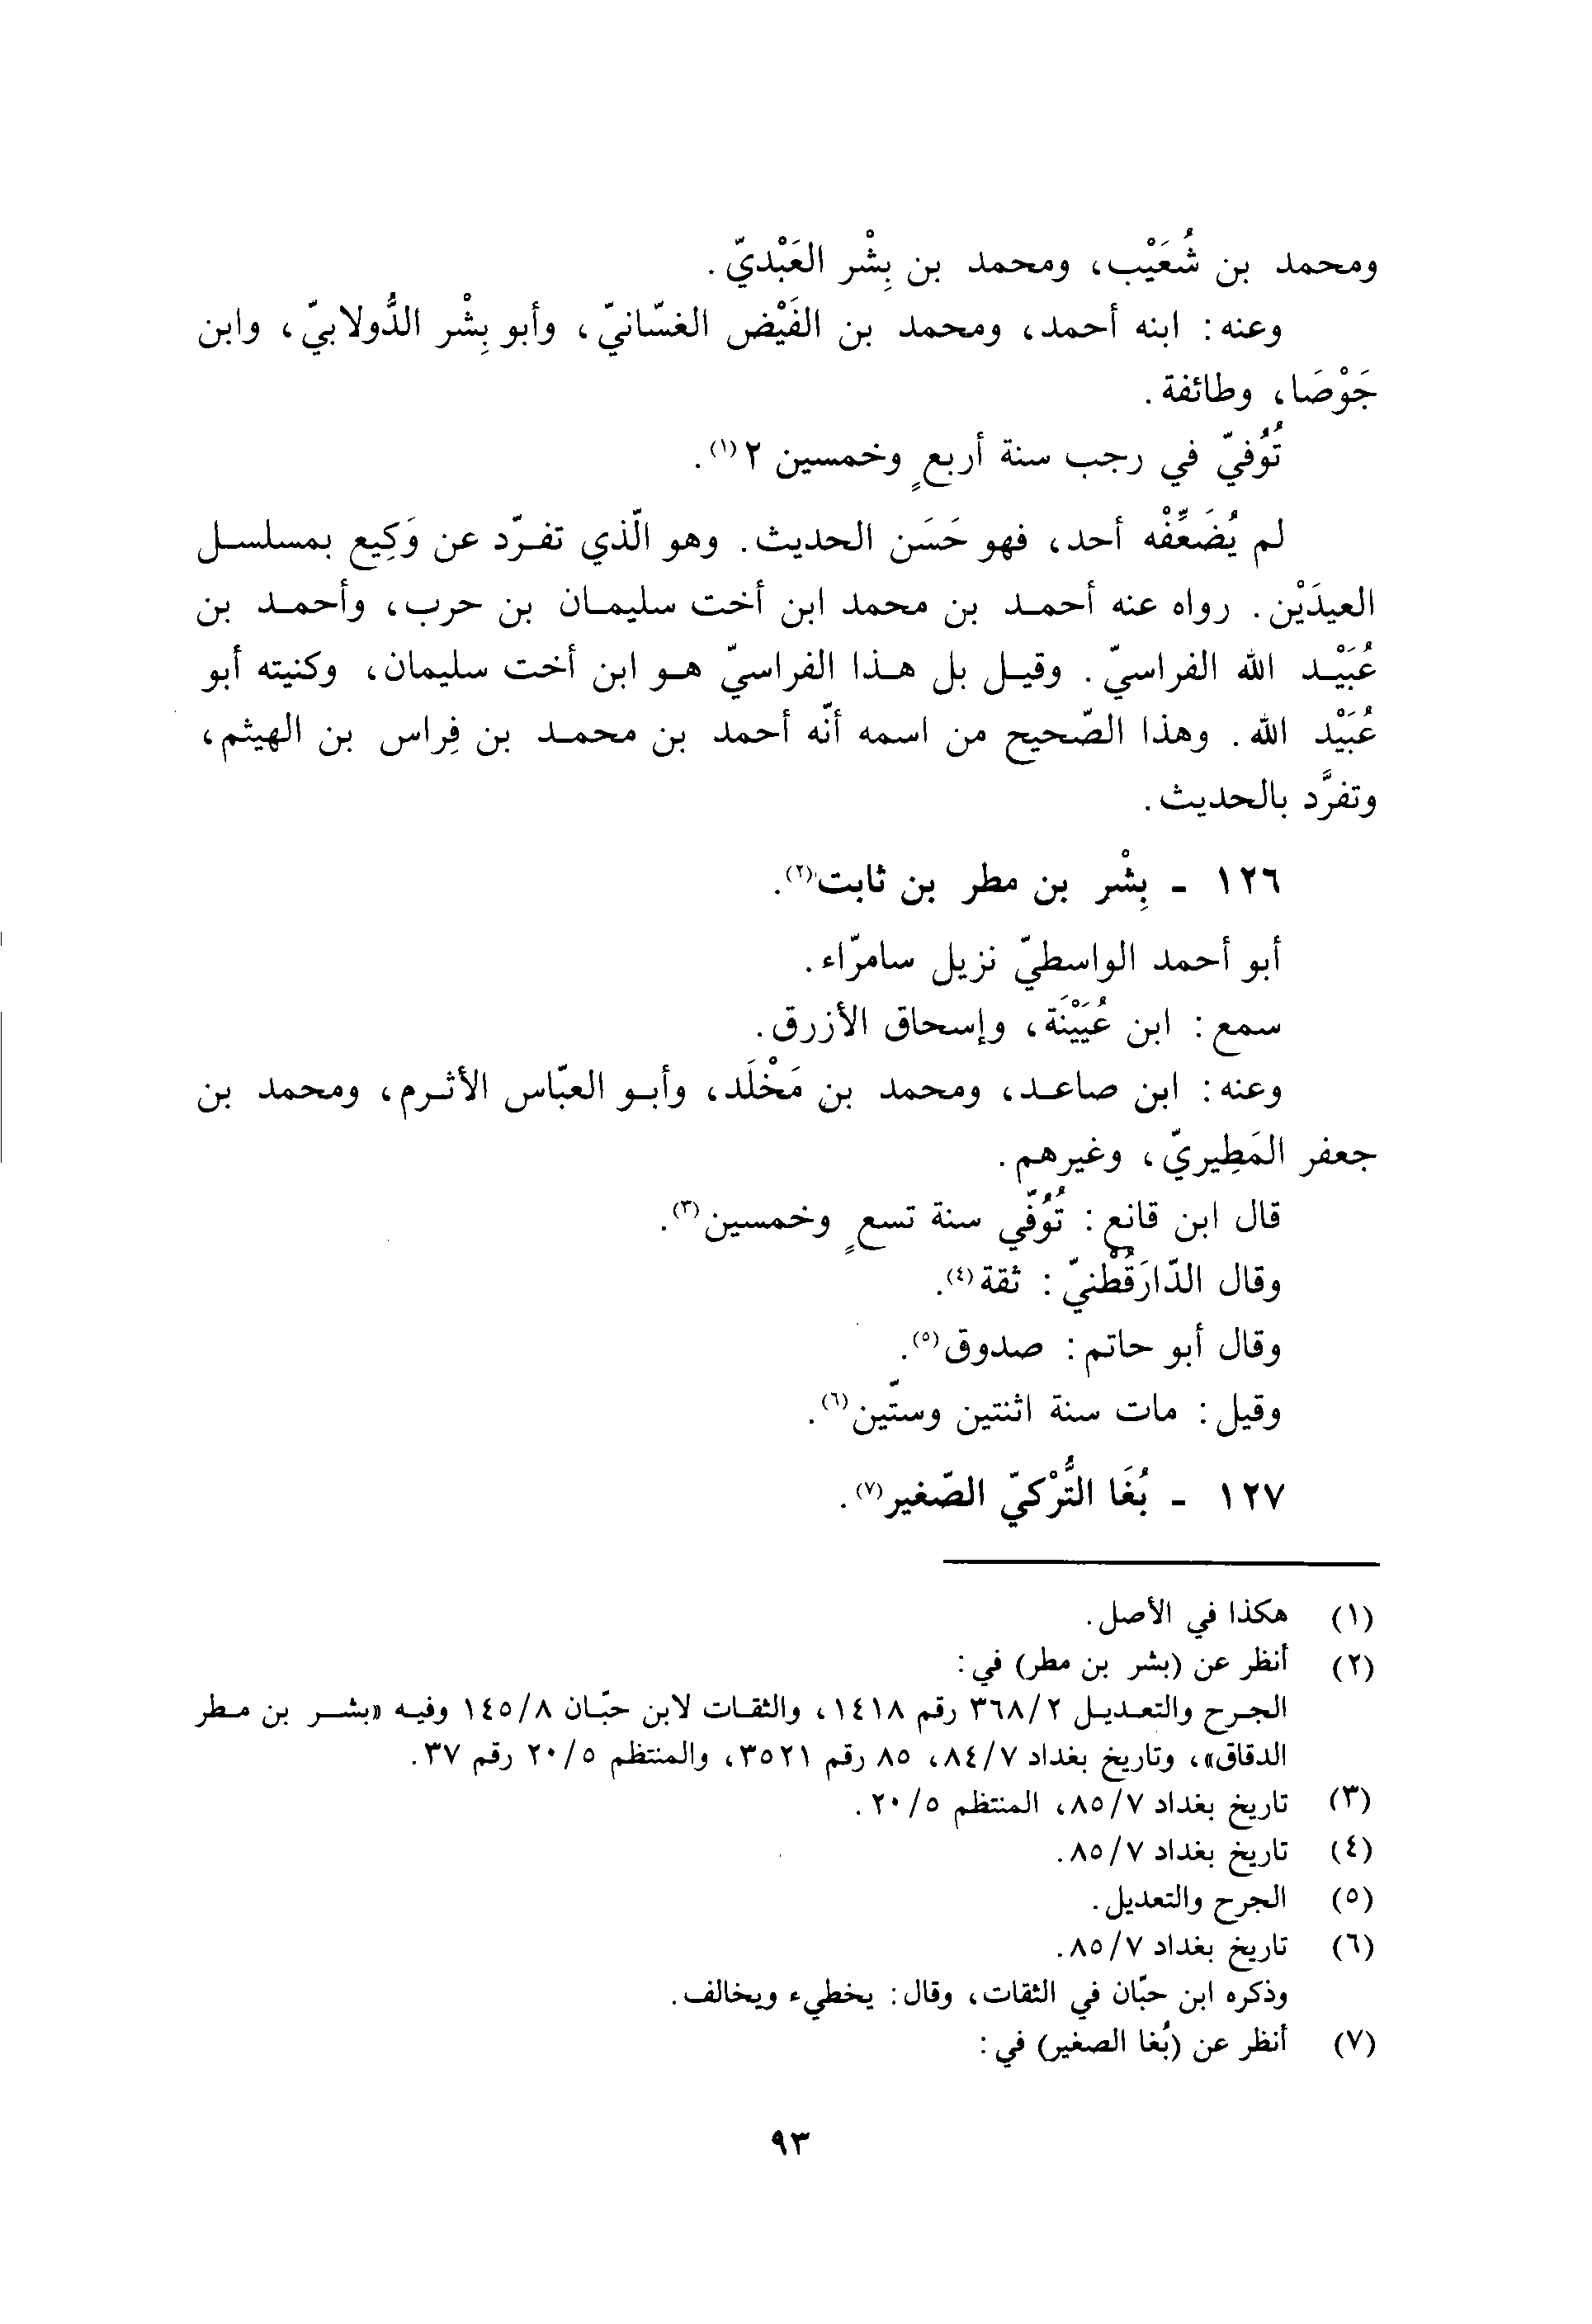 ومحمد بن شُعَيْب، ومحمد بن بِشْر العَبْديّ.
وعنه: ابنه أحمد، ومحمد بن الفَيْض الغسّانيّ، وأبو بِشْر الدُّولابيّ، وابن
جَوْصَا، وطائفة.
تُوُفيّ في رجب سنة أربعٍ وخمسين ٢(١).
لم يُضَعِّفْه أحد، فهو حَسَن الحديث. وهو الّذي تفرّد عن وَكِيع بمسلسل
العيدَيْن. رواه عنه أحمد بن محمد ابن أخت سليمان بن حرب، وأحمد بن
عُبَيْد الله الفراسيّ. وقيل بل هذا الفراسيّ هو ابن أخت سليمان، وكنيته أبو
عُبَيْد الله. وهذا الصّحيح من اسمه أنّه أحمد بن محمد بن فِراس بن الهيثم،
وتفرَّد بالحديث.
١٢٦ - بِشْر بن مطر بن ثابت(٢).
أبو أحمد الواسطيّ نزيل سامرّاء.
سمع: ابن عُيَيْنَة، وإسحاق الأزرق.
وعنه: ابن صاعد، ومحمد بن مَخْلَد، وأبو العبّاس الأثرم، ومحمد بن
جعفر المَطِيريّ، وغيرهم.
قال ابن قانع: تُوُفّي سنة تسعٍ وخمسين(٣).
وقال الدّارَقُطْنيّ: ثقة(٤).
وقال أبو حاتم: صدوق(٥).
وقيل: مات سنة اثنتين وستّين(٦).
١٢٧ - بُغَا التُّرْكيّ الصّغير(٧).
(١) هكذا في الأصل.
(٢) أنظر عن (بشر بن مطر) في:
الجرح والتعديل ٣٦٨/٢ رقم ١٤١٨، والثقات لابن حبّان ١٤٥/٨ وفيه «بشر بن مطر
الدقاق»، وتاريخ بغداد ٨٤/٧، ٨٥ رقم ٣٥٢١، والمنتظم ٢٠/٥ رقم ٣٧.
(٣) تاريخ بغداد ٨٥/٧، المنتظم ٢٠/٥.
(٤) تاريخ بغداد ٨٥/٧.
(٥) الجرح والتعديل.
(٦) تاريخ بغداد ٨٥/٧.
وذكره ابن حبّان في الثقات، وقال: يخطيء ويخالف.
(٧) أنظر عن (بُغا الصغير) في:
٩٣